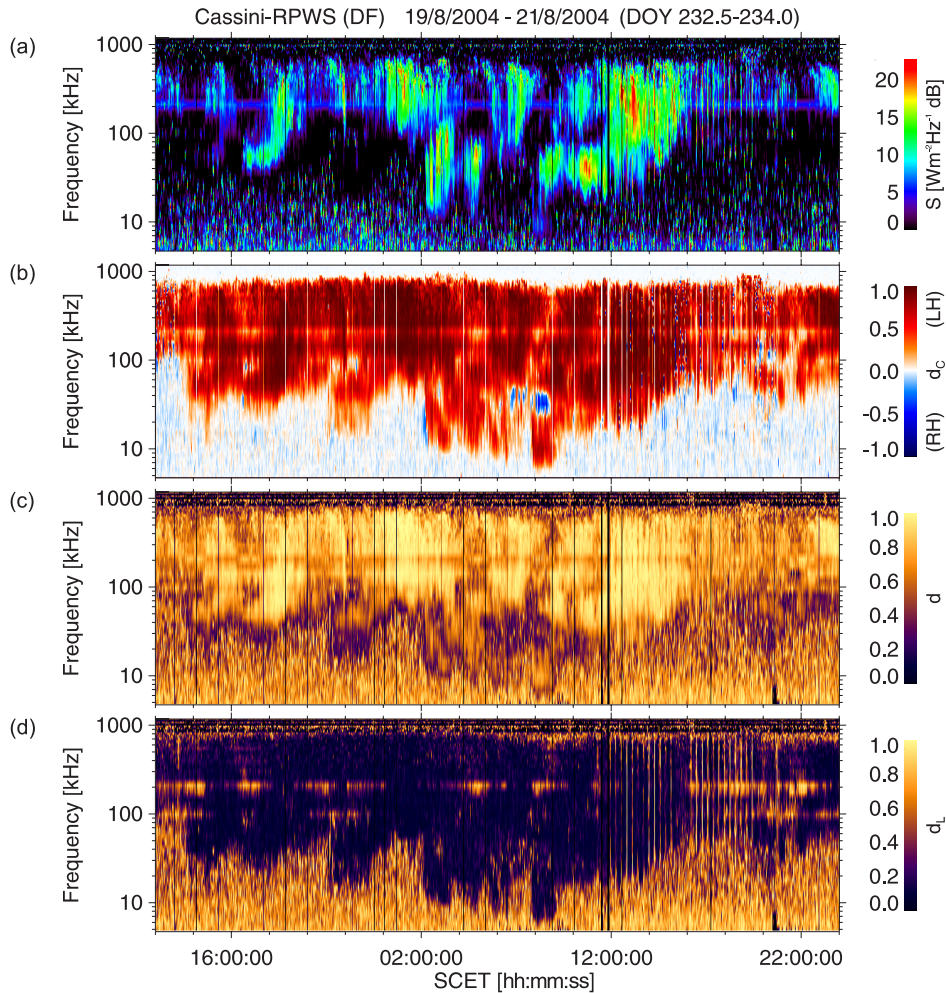 Cassini-RPWS (DF) 19/8/2004 - 21/8/2004 (DOY 232.5-234.0)
(a)
Frequency [kHz]
1000
100
10
20
15
10
5
0
S [Wm⁻²Hz⁻¹ dB]
(b)
Frequency [kHz]
1000
100
10
1.0
0.5
0.0
-0.5
-1.0
(RH) d_C (LH)
(c)
Frequency [kHz]
1000
100
10
1.0
0.8
0.6
0.4
0.2
0.0
d
(d)
Frequency [kHz]
1000
100
10
1.0
0.8
0.6
0.4
0.2
0.0
d_L
16:00:00 02:00:00 12:00:00 22:00:00
SCET [hh:mm:ss]